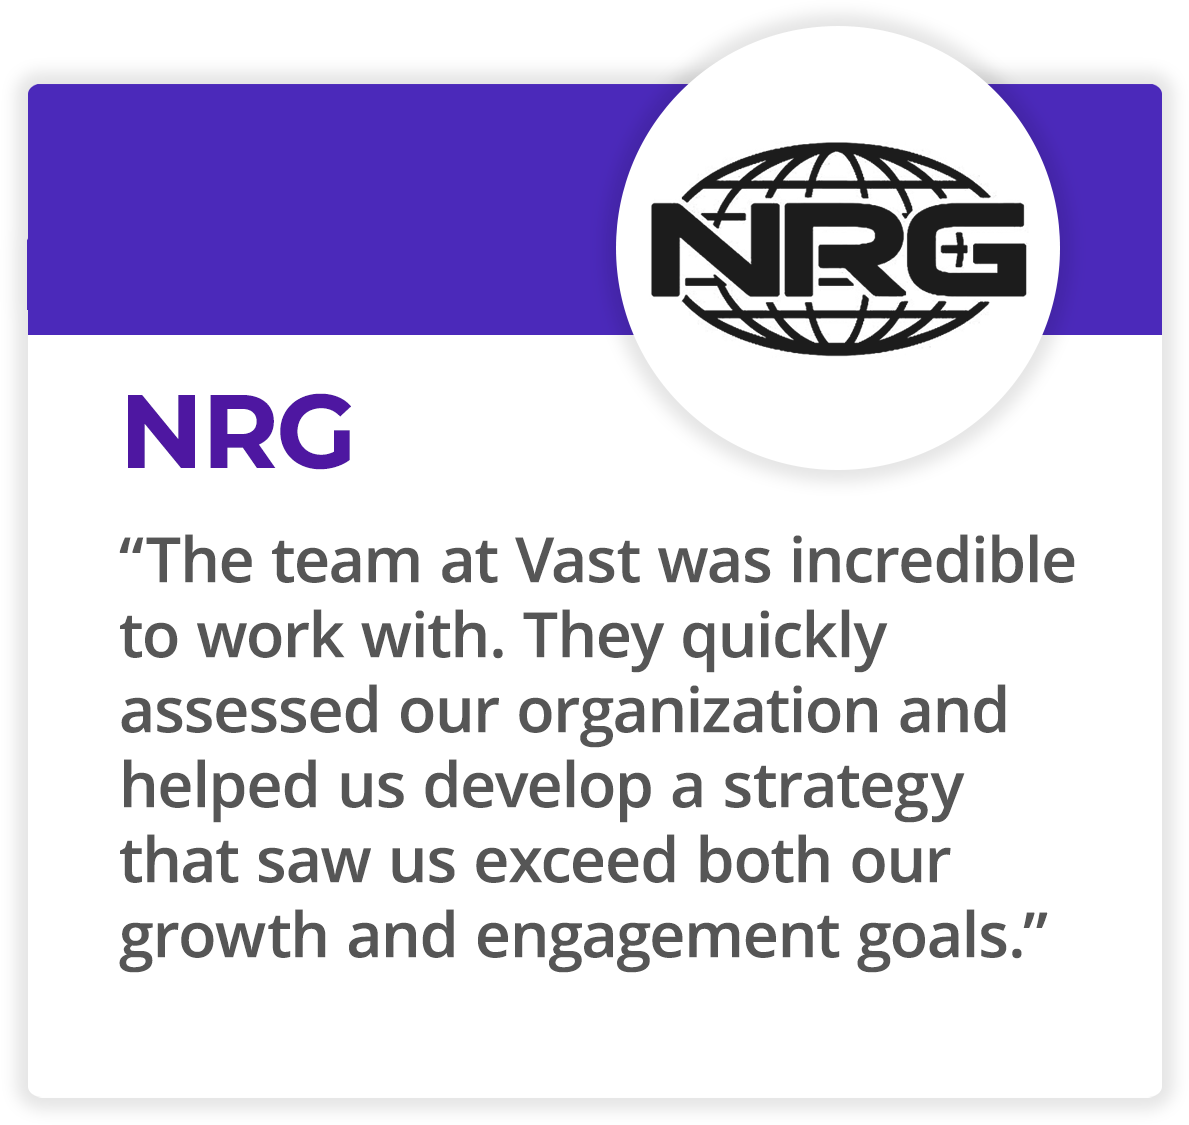 NRG
NRG
“The team at Vast was incredible
to work with. They quickly
assessed our organization and
helped us develop a strategy
that saw us exceed both our
growth and engagement goals.”